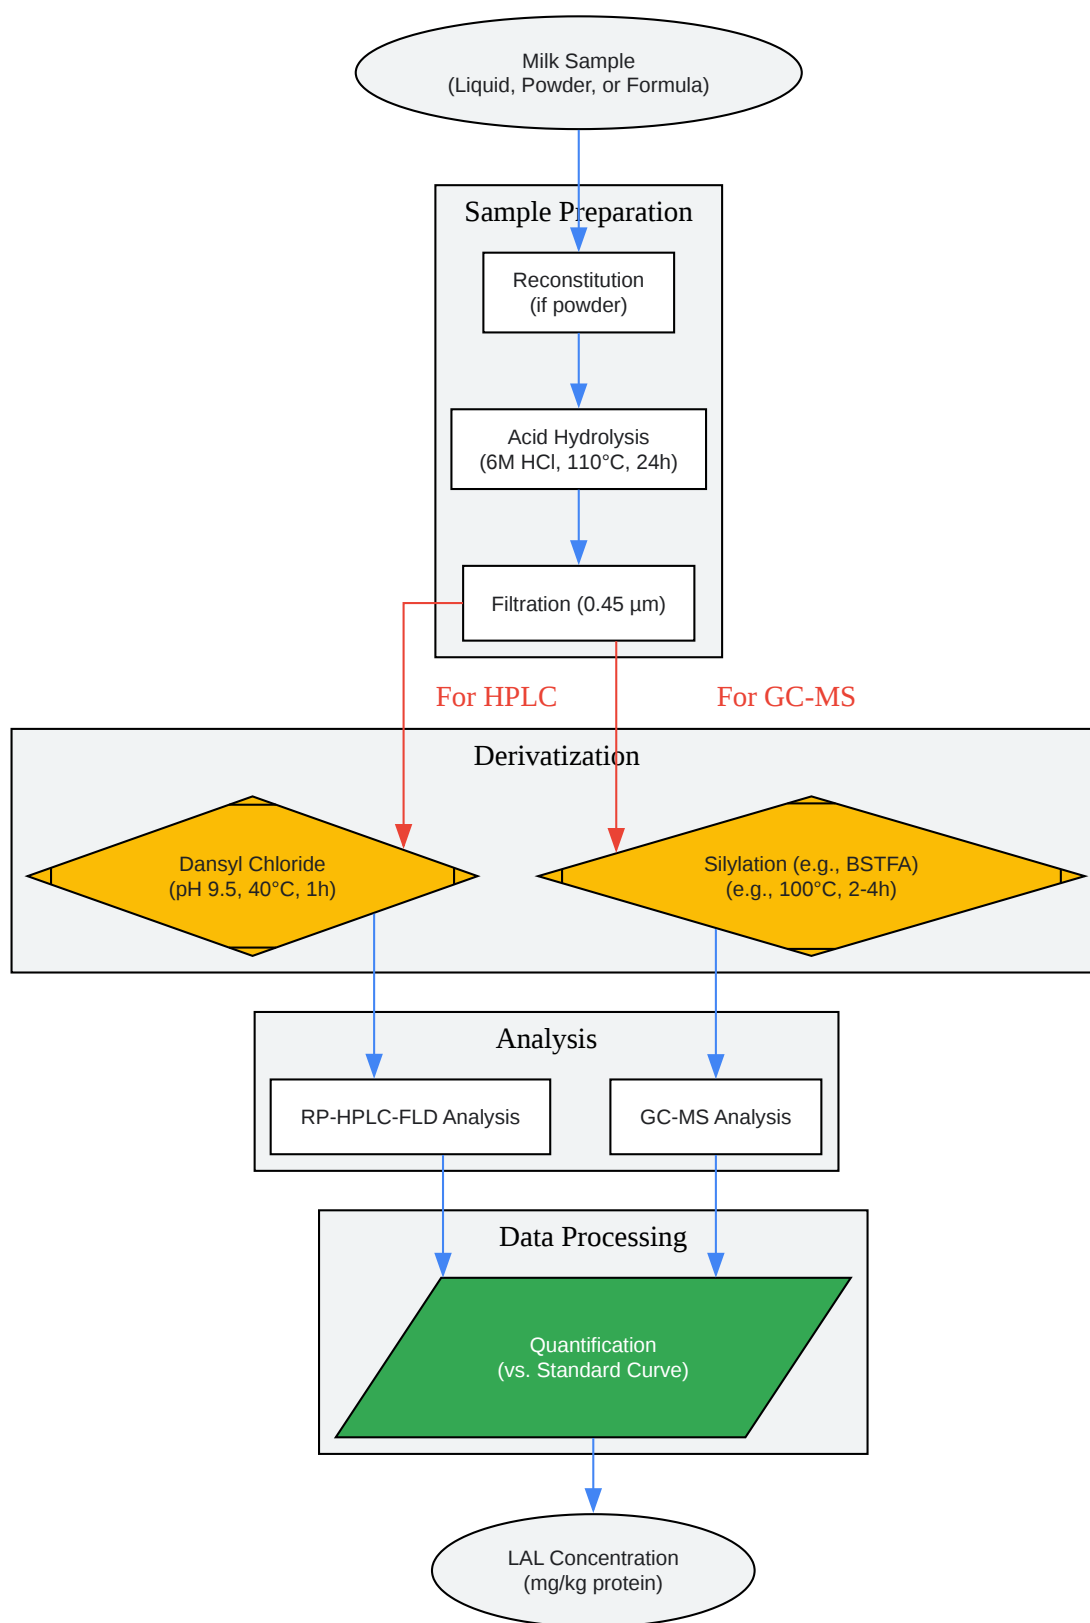 Milk Sample
(Liquid, Powder, or Formula)
Sample Preparation
Reconstitution
(if powder)
Acid Hydrolysis
(6M HCl, 110°C, 24h)
Filtration (0.45 µm)
For HPLC
For GC-MS
Derivatization
Dansyl Chloride
(pH 9.5, 40°C, 1h)
Silylation (e.g., BSTFA)
(e.g., 100°C, 2-4h)
Analysis
RP-HPLC-FLD Analysis
GC-MS Analysis
Data Processing
Quantification
(vs. Standard Curve)
LAL Concentration
(mg/kg protein)